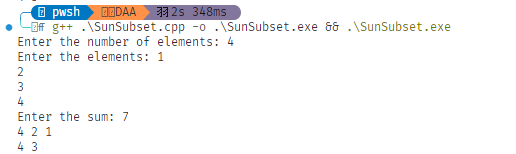 pwsh DAA 2s 348ms
g++ .\SunSubset.cpp -o .\SunSubset.exe && .\SunSubset.exe
Enter the number of elements: 4
Enter the elements: 1
2
3
4
Enter the sum: 7
4 2 1
4 3